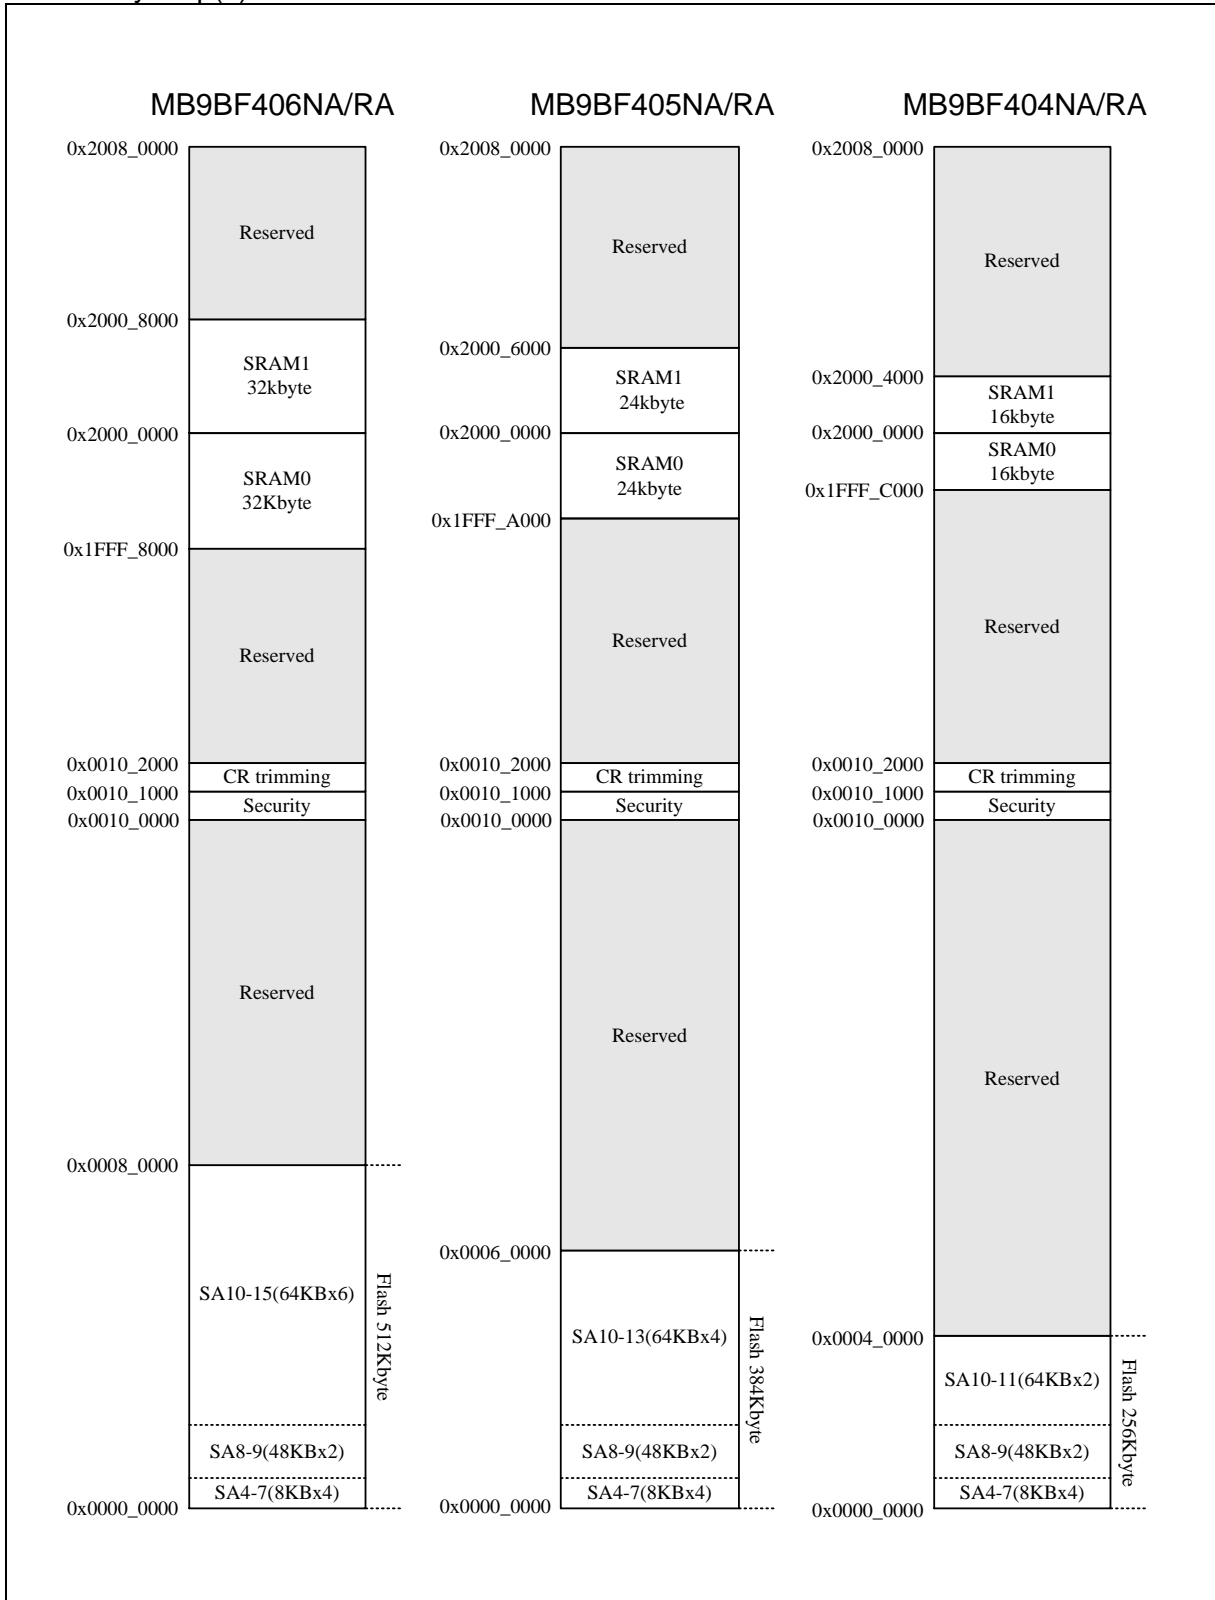 MB9BF406NA/RA
0x2008_0000
Reserved
0x2000_8000
SRAM1
32kbyte
0x2000_0000
SRAM0
32Kbyte
0x1FFF_8000
Reserved
0x0010_2000
CR trimming
0x0010_1000
Security
0x0010_0000
Reserved
0x0008_0000
SA10-15(64KBx6)
Flash 512Kbyte
SA8-9(48KBx2)
SA4-7(8KBx4)
0x0000_0000
MB9BF405NA/RA
0x2008_0000
Reserved
0x2000_6000
SRAM1
24kbyte
0x2000_0000
SRAM0
24kbyte
0x1FFF_A000
Reserved
0x0010_2000
CR trimming
0x0010_1000
Security
0x0010_0000
Reserved
0x0006_0000
SA10-13(64KBx4)
Flash 384Kbyte
SA8-9(48KBx2)
SA4-7(8KBx4)
0x0000_0000
MB9BF404NA/RA
0x2008_0000
Reserved
0x2000_4000
SRAM1
16kbyte
0x2000_0000
SRAM0
16kbyte
0x1FFF_C000
Reserved
0x0010_2000
CR trimming
0x0010_1000
Security
0x0010_0000
Reserved
0x0004_0000
SA10-11(64KBx2)
Flash 256Kbyte
SA8-9(48KBx2)
SA4-7(8KBx4)
0x0000_0000